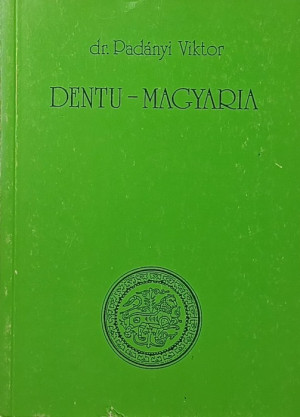 dr. Padányi Viktor
DENTU – MAGYARIA